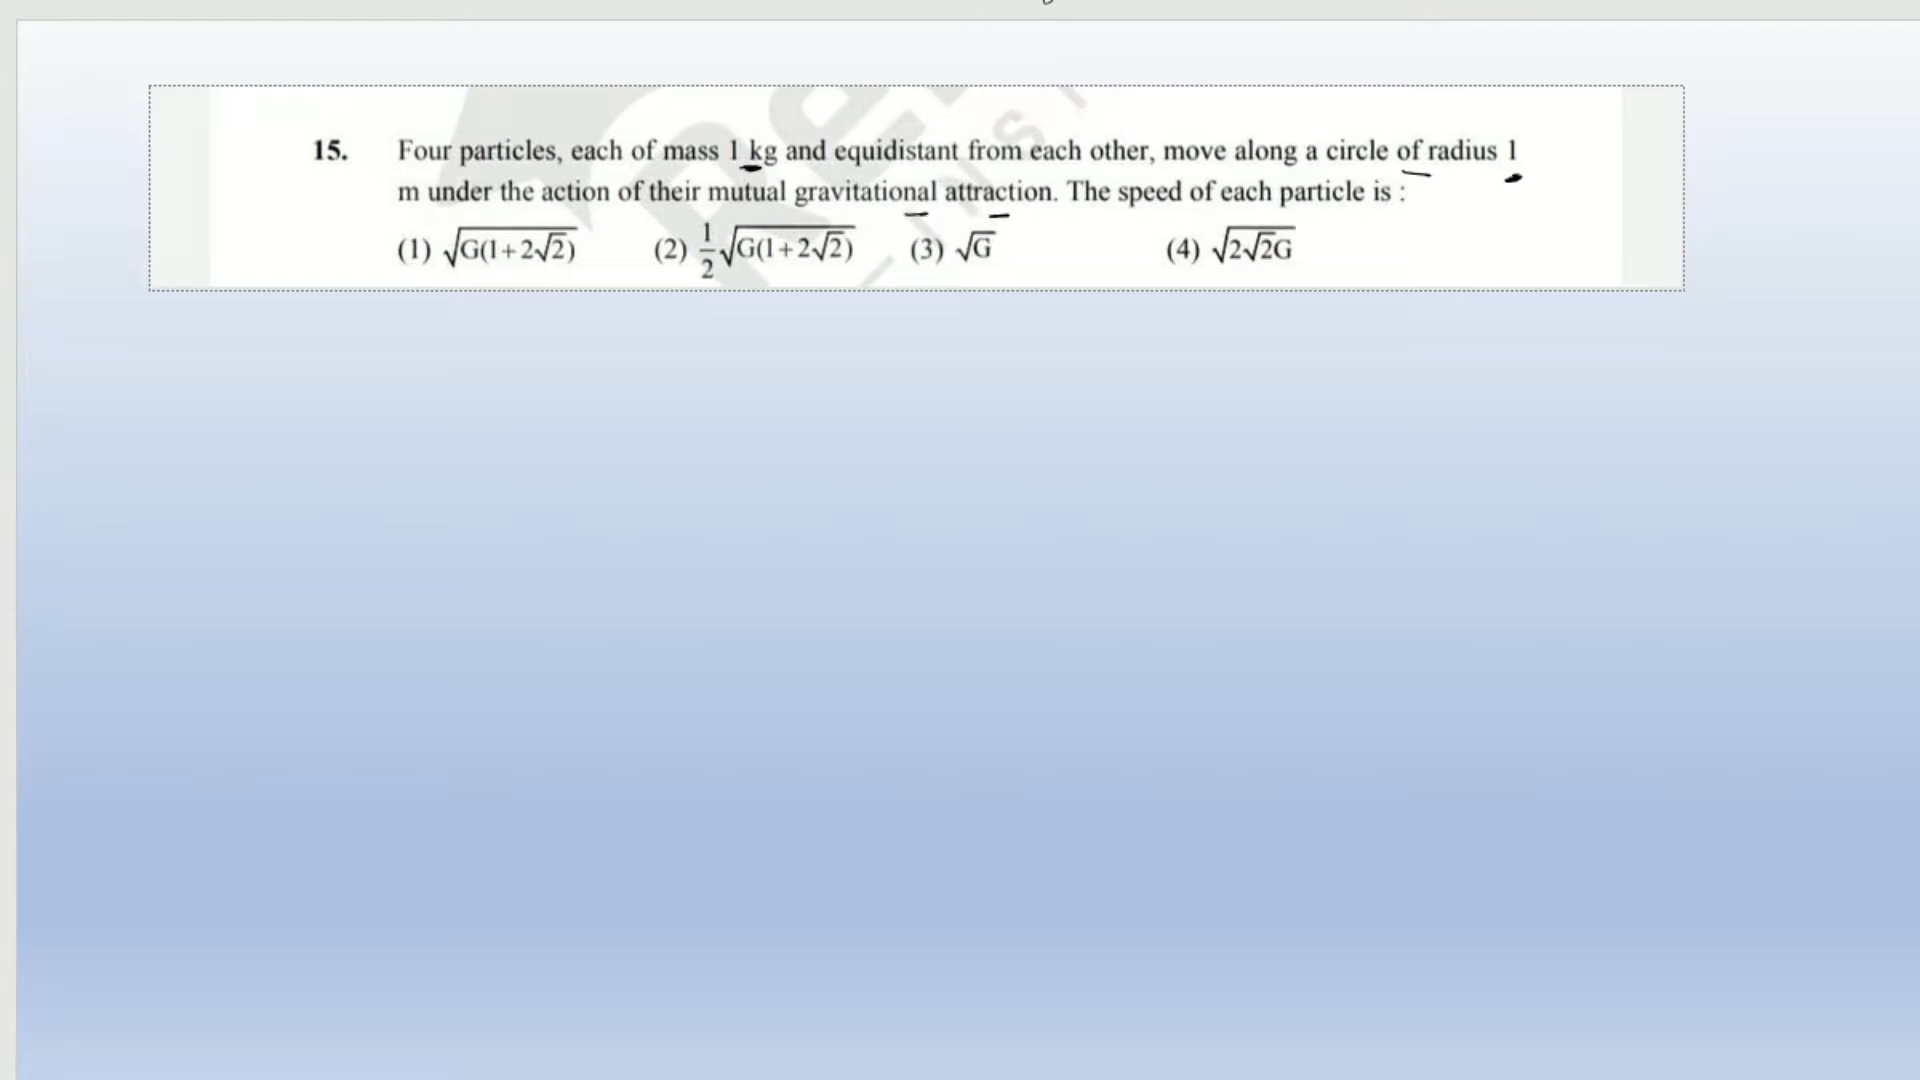 15. Four particles, each of mass 1 kg and equidistant from each other, move along a circle of radius 1
m under the action of their mutual gravitational attraction. The speed of each particle is :
(1) √G(1+2√2) (2) 1/2 √G(1+2√2) (3) √G (4) √2√2G